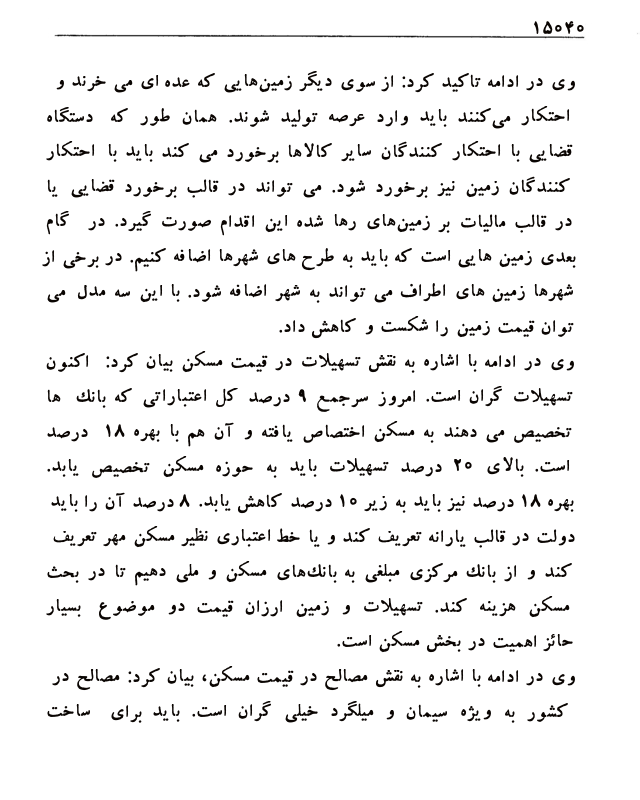 ۱۵۰۴۰
وی در ادامه تاکید کرد: از سوی دیگر زمین‌هایی که عده ای می خرند و
احتکار می‌کنند باید وارد عرصه تولید شوند. همان طور که دستگاه
قضایی با احتکار کنندگان سایر کالاها برخورد می کند باید با احتکار
کنندگان زمین نیز برخورد شود. می تواند در قالب برخورد قضایی یا
در قالب مالیات بر زمین‌های رها شده این اقدام صورت گیرد. در گام
بعدی زمین هایی است که باید به طرح های شهرها اضافه کنیم. در برخی از
شهرها زمین های اطراف می تواند به شهر اضافه شود. با این سه مدل می
توان قیمت زمین را شکست و کاهش داد.
وی در ادامه با اشاره به نقش تسهیلات در قیمت مسکن بیان کرد: اکنون
تسهیلات گران است. امروز سرجمع ۹ درصد کل اعتباراتی که بانك ها
تخصیص می دهند به مسکن اختصاص یافته و آن هم با بهره ۱۸ درصد
است. بالای ۲۰ درصد تسهیلات باید به حوزه مسکن تخصیص یابد.
بهره ۱۸ درصد نیز باید به زیر ۱۰ درصد کاهش یابد. ۸ درصد آن را باید
دولت در قالب یارانه تعریف کند و یا خط اعتباری نظیر مسکن مهر تعریف
کند و از بانك مرکزی مبلغی به بانك‌های مسکن و ملی دهیم تا در بحث
مسکن هزینه کند. تسهیلات و زمین ارزان قیمت دو موضوع بسیار
حائز اهمیت در بخش مسکن است.
وی در ادامه با اشاره به نقش مصالح در قیمت مسکن، بیان کرد: مصالح در
کشور به ویژه سیمان و میلگرد خیلی گران است. باید برای ساخت